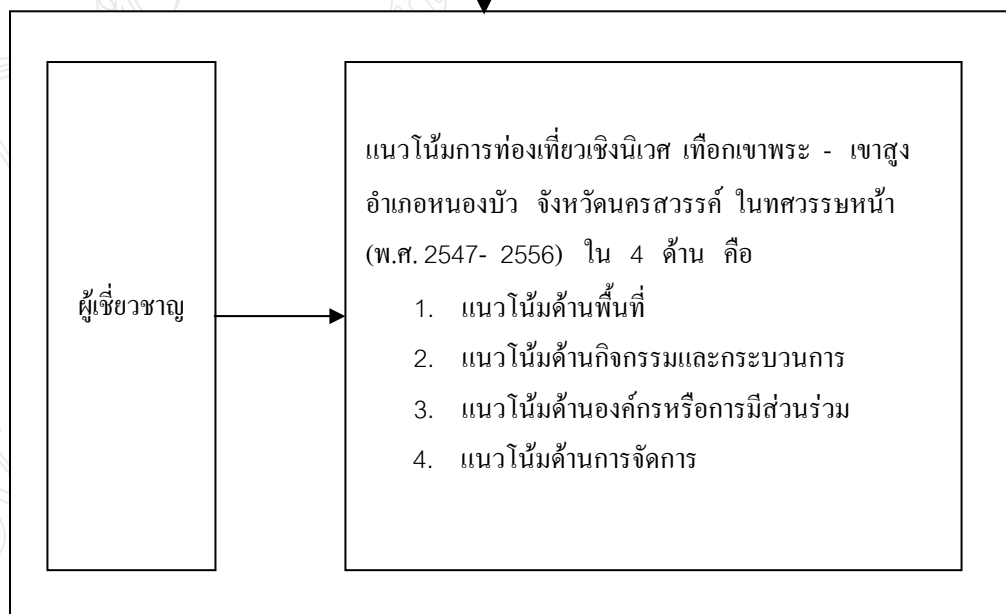 ผู้เชี่ยวชาญ
แนวโน้มการท่องเที่ยวเชิงนิเวศ เทือกเขาพระ - เขาสูง
อำเภอหนองบัว จังหวัดนครสวรรค์ ในทศวรรษหน้า
(พ.ศ. 2547- 2556) ใน 4 ด้าน คือ
1. แนวโน้มด้านพื้นที่
2. แนวโน้มด้านกิจกรรมและกระบวนการ
3. แนวโน้มด้านองค์กรหรือการมีส่วนร่วม
4. แนวโน้มด้านการจัดการ